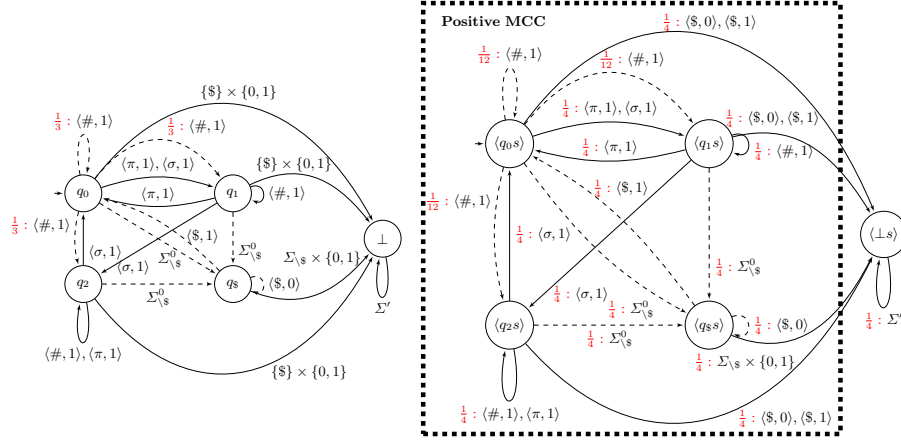 Positive MCC
1/4 : ⟨$, 0⟩, ⟨$, 1⟩
1/12 : ⟨#, 1⟩
1/12 : ⟨#, 1⟩
{$} × {0, 1}
1/3 : ⟨#, 1⟩
1/3 : ⟨#, 1⟩
1/4 : ⟨π, 1⟩, ⟨σ, 1⟩
1/4 : ⟨$, 0⟩, ⟨$, 1⟩
⟨q₀s⟩
⟨q₁s⟩
1/4 : ⟨π, 1⟩
1/4 : ⟨#, 1⟩
⟨π, 1⟩, ⟨σ, 1⟩
{$} × {0, 1}
q₀
⟨π, 1⟩
q₁
⟨#, 1⟩
1/4 : ⟨$, 1⟩
1/12 : ⟨#, 1⟩
1/3 : ⟨#, 1⟩
⟨$, 1⟩
1/4 : ⟨σ, 1⟩
⊥
⟨⊥s⟩
⟨σ, 1⟩
⟨σ, 1⟩
Σ⁰\$
Σ⁰\$
Σ\$ × {0, 1}
1/4 : Σ⁰\$
q₂
q$
⟨$, 0⟩
Σ⁰\$
1/4 : ⟨σ, 1⟩
1/4 : Σ⁰\$
Σ′
1/4 : Σ′
⟨q₂s⟩
1/4 : Σ⁰\$
⟨q$s⟩
1/4 : ⟨$, 0⟩
⟨#, 1⟩, ⟨π, 1⟩
{$} × {0, 1}
1/4 : Σ\$ × {0, 1}
1/4 : ⟨#, 1⟩, ⟨π, 1⟩
1/4 : ⟨$, 0⟩, ⟨$, 1⟩